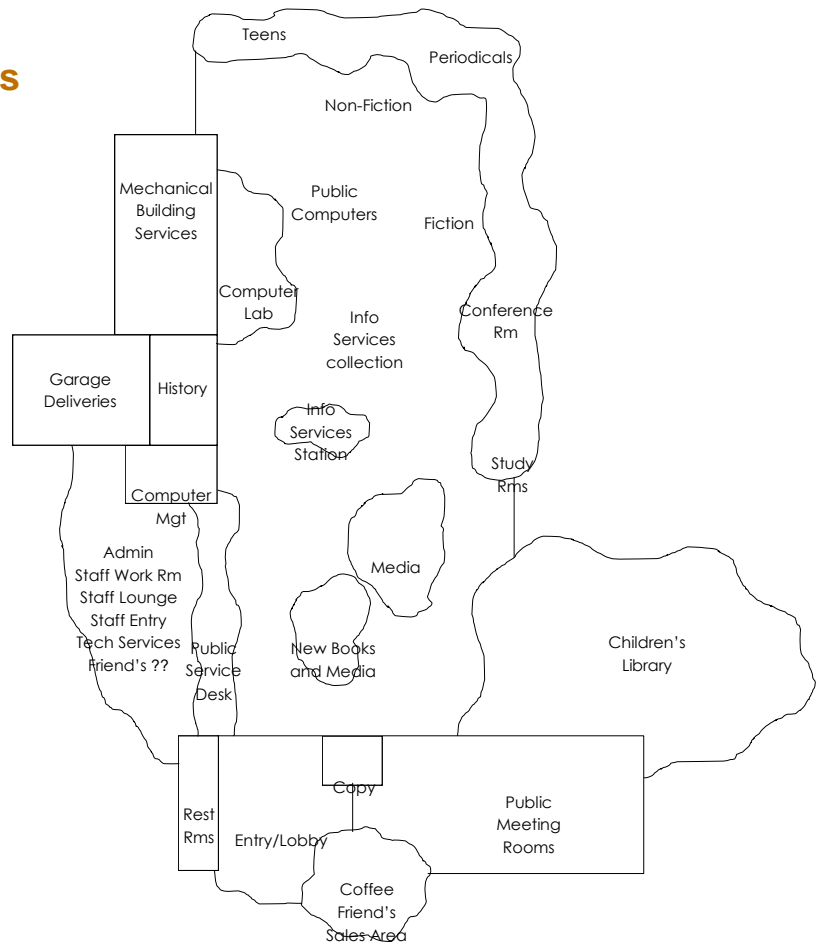 s
Teens
Periodicals
Non-Fiction
Mechanical
Building
Services
Public
Computers
Fiction
Computer
Lab
Conference
Rm
Info
Services
collection
Garage
Deliveries
History
Info
Services
Station
Study
Rms
Computer
Mgt
Admin
Staff Work Rm
Staff Lounge
Staff Entry
Tech Services
Friend's ??
Media
Public
Service
Desk
New Books
and Media
Children's
Library
Copy
Rest
Rms
Entry/Lobby
Public
Meeting
Rooms
Coffee
Friend's
Sales Area